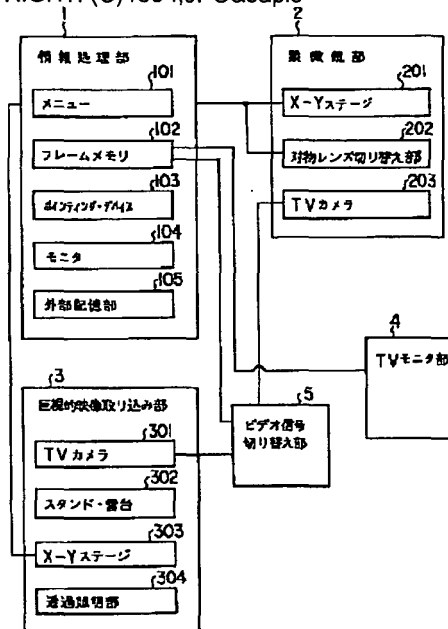 1
情報処理部
101
メニュー
102
フレームメモリ
103
ポインティング・デバイス
104
モニタ
105
外部記憶部
2
顕微鏡部
201
X-Yステージ
202
対物レンズ切り替え部
203
TVカメラ
4
TVモニタ部
5
ビデオ信号
切り替え部
3
巨視的映像取り込み部
301
TVカメラ
302
スタンド・雲台
303
X-Yステージ
304
透過照明部